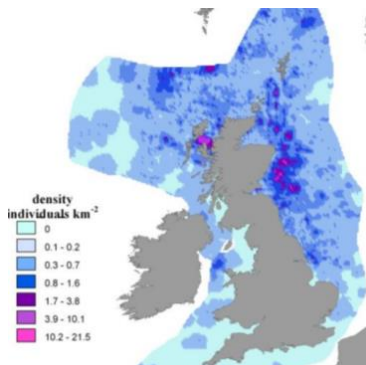 density
individuals km⁻²
0
0.1 - 0.2
0.3 - 0.7
0.8 - 1.6
1.7 - 3.8
3.9 - 10.1
10.2 - 21.5